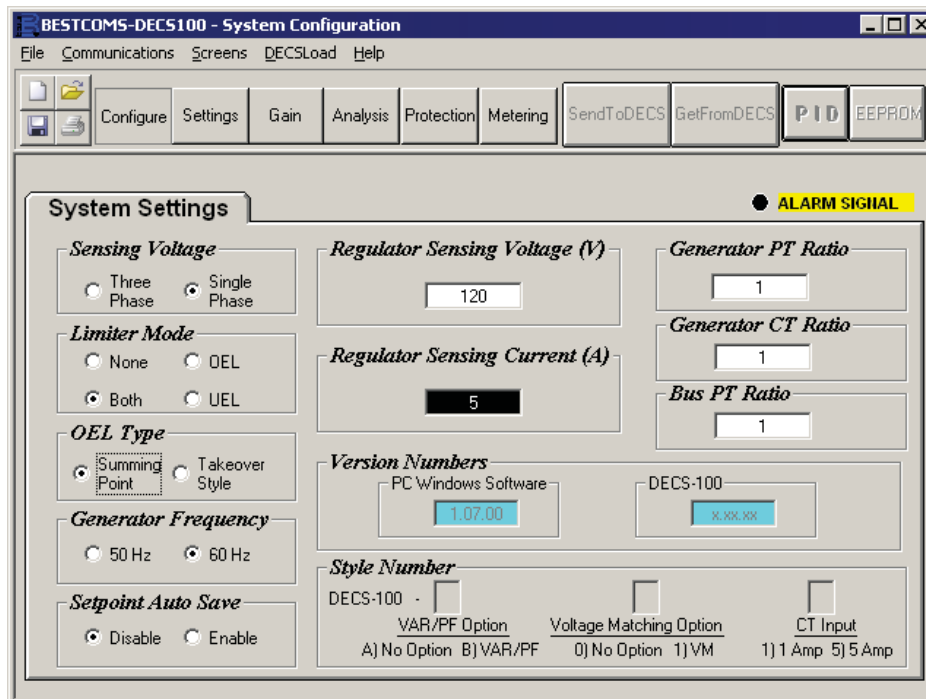 BESTCOMS-DECS100 - System Configuration
File Communications Screens DECSLoad Help
Configure Settings Gain Analysis Protection Metering SendToDECS GetFromDECS PID EEPROM
System Settings
ALARM SIGNAL
Sensing Voltage
Three Phase
Single Phase
Limiter Mode
None OEL
Both UEL
OEL Type
Summing Point
Takeover Style
Generator Frequency
50 Hz 60 Hz
Setpoint Auto Save
Disable Enable
Regulator Sensing Voltage (V)
120
Regulator Sensing Current (A)
5
Generator PT Ratio
1
Generator CT Ratio
1
Bus PT Ratio
1
Version Numbers
PC Windows Software
1.07.00
DECS-100
x.xx.xx
Style Number
DECS-100 -
VAR/PF Option
A) No Option B) VAR/PF
Voltage Matching Option
0) No Option 1) VM
CT Input
1) 1 Amp 5) 5 Amp